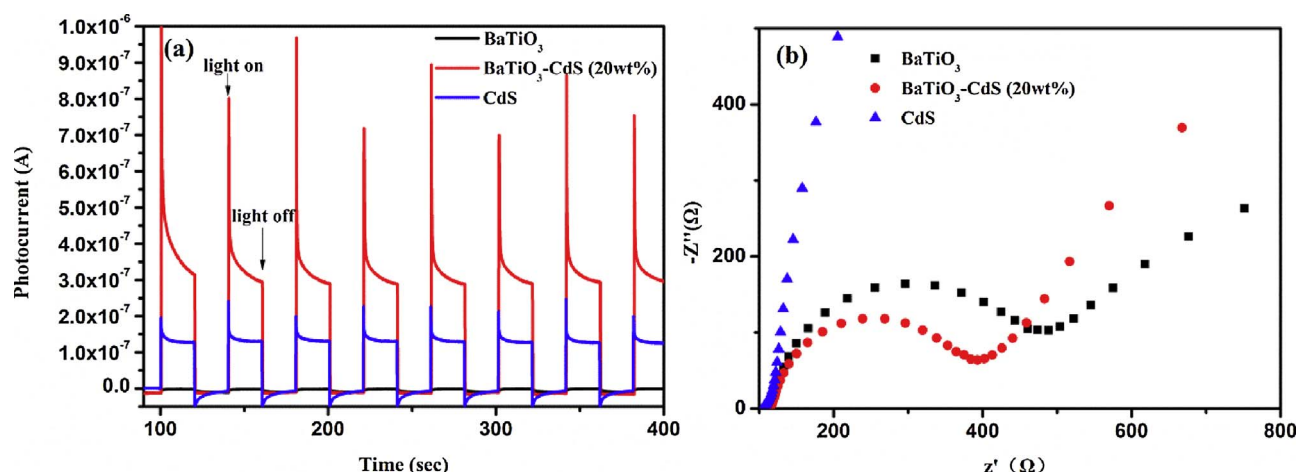 (a)
BaTiO₃
BaTiO₃-CdS (20wt%)
CdS
light on
light off
1.0x10⁻⁶
9.0x10⁻⁷
8.0x10⁻⁷
7.0x10⁻⁷
6.0x10⁻⁷
5.0x10⁻⁷
4.0x10⁻⁷
3.0x10⁻⁷
2.0x10⁻⁷
1.0x10⁻⁷
0.0
Photocurrent (A)
100 200 300 400
Time (sec)
(b)
BaTiO₃
BaTiO₃-CdS (20wt%)
CdS
400
200
0
-Z''(Ω)
200 400 600 800
z' (Ω)